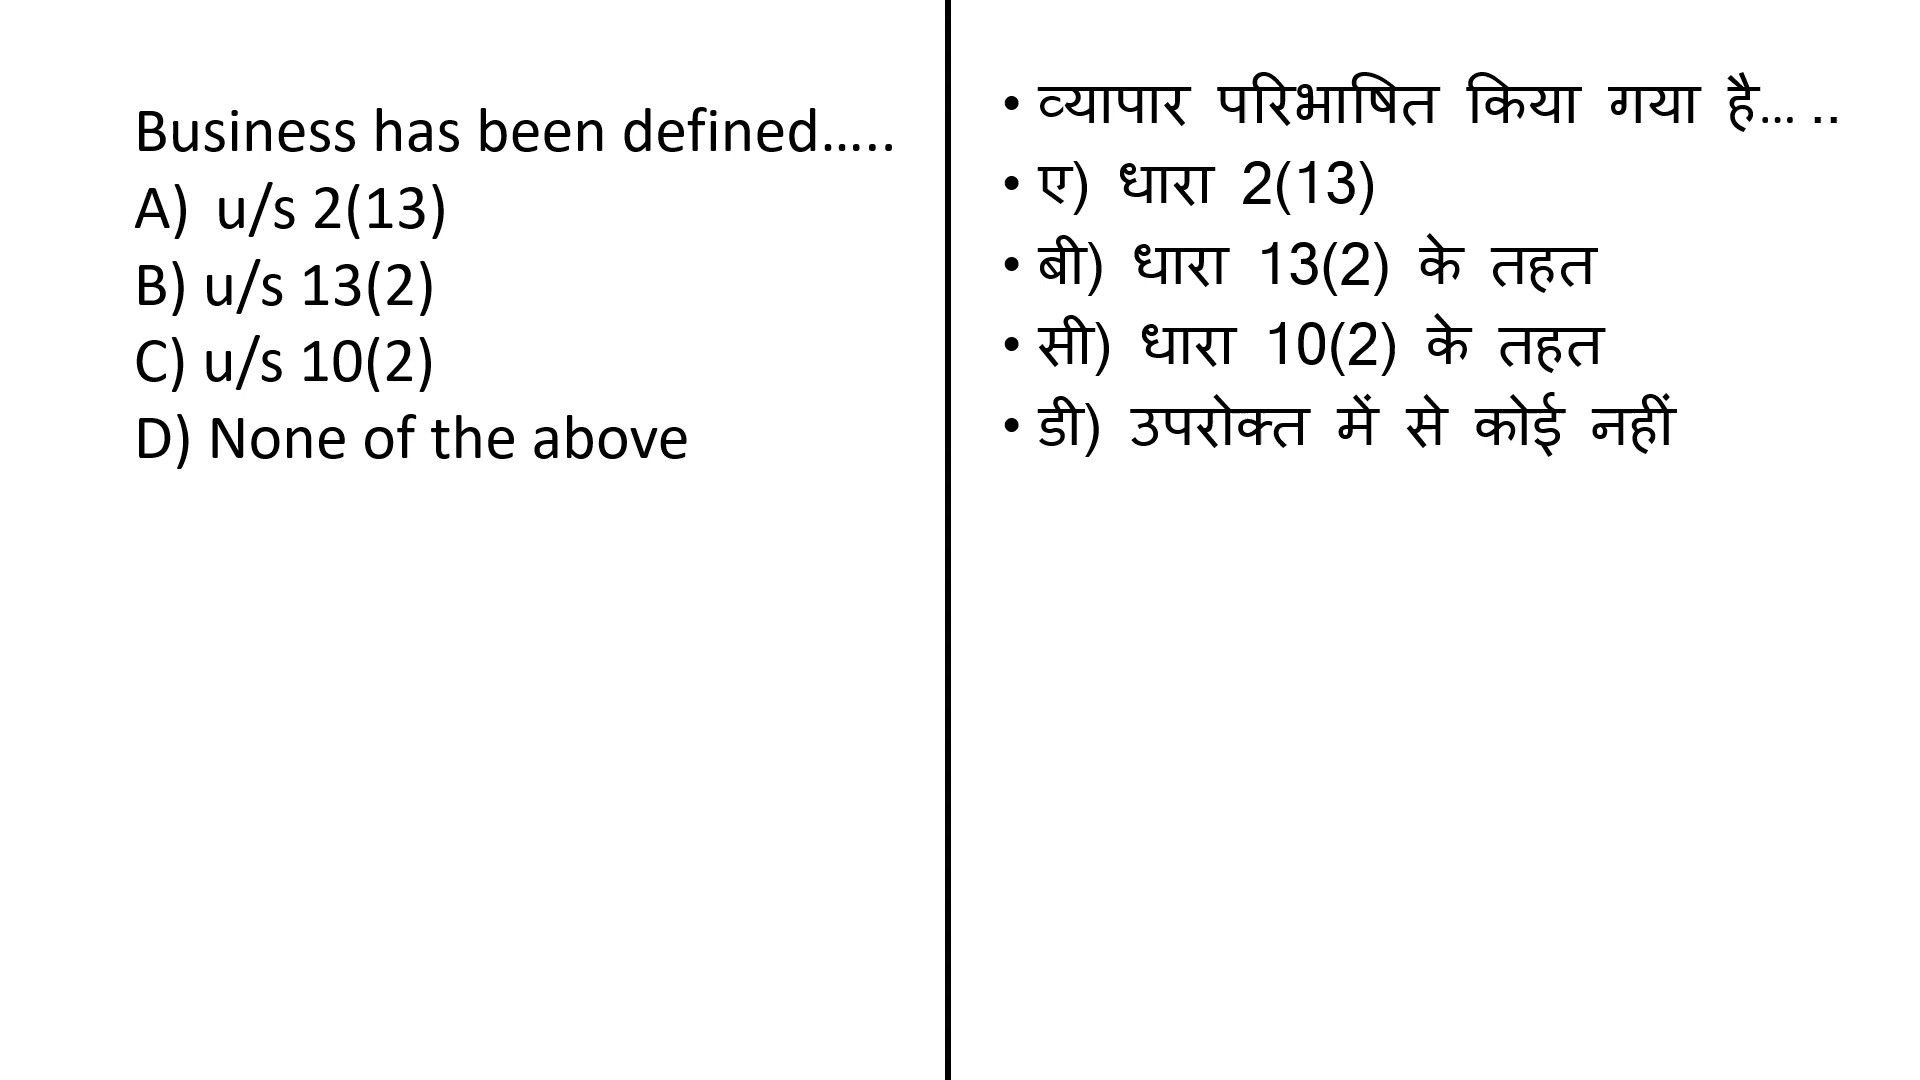 Business has been defined.....
A) u/s 2(13)
B) u/s 13(2)
C) u/s 10(2)
D) None of the above
• व्यापार परिभाषित किया गया है... ..
• ए) धारा 2(13)
• बी) धारा 13(2) के तहत
• सी) धारा 10(2) के तहत
• डी) उपरोक्त में से कोई नहीं